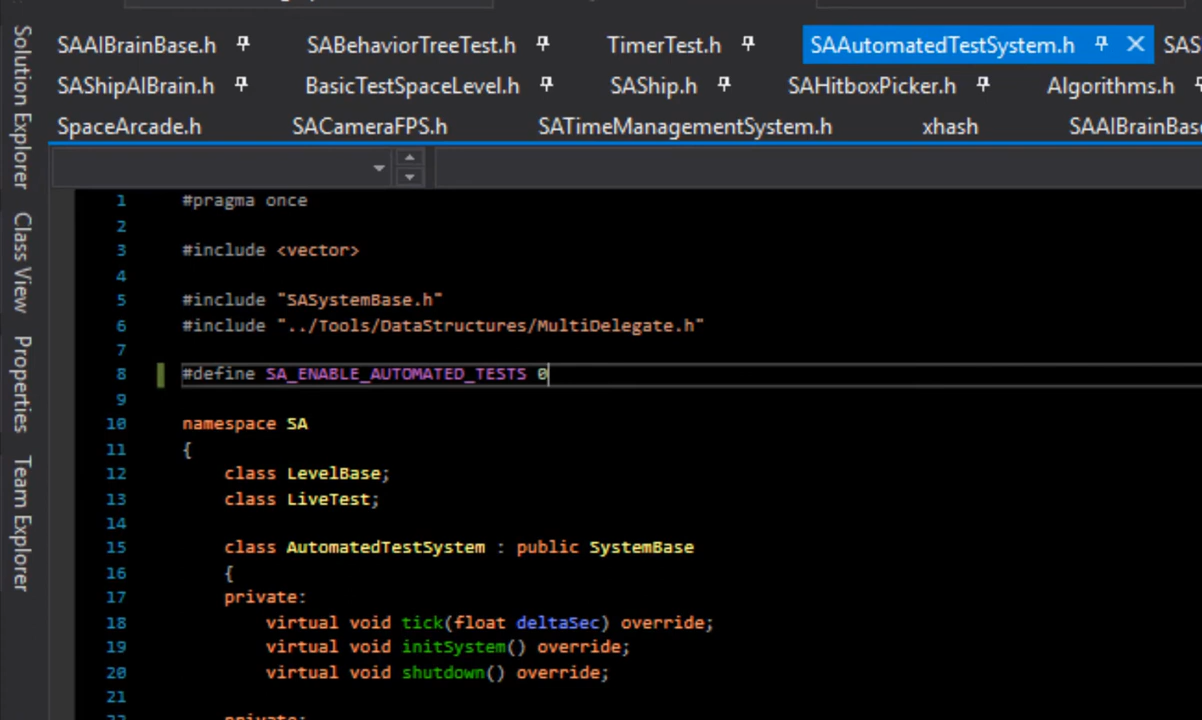 Solution Explorer
Class View
Properties
Team Explorer
SAAIBrainBase.h SABehaviorTreeTest.h TimerTest.h SAAutomatedTestSystem.h
SAShipAIBrain.h BasicTestSpaceLevel.h SAShip.h SAHitboxPicker.h Algorithms.h
SpaceArcade.h SACameraFPS.h SATimeManagementSystem.h xhash SAAIBrainBase
1 #pragma once
2
3 #include <vector>
4
5 #include "SASystemBase.h"
6 #include "../Tools/DataStructures/MultiDelegate.h"
7
8 #define SA_ENABLE_AUTOMATED_TESTS 0
9
10 namespace SA
11 {
12 class LevelBase;
13 class LiveTest;
14
15 class AutomatedTestSystem : public SystemBase
16 {
17 private:
18 virtual void tick(float deltaSec) override;
19 virtual void initSystem() override;
20 virtual void shutdown() override;
21